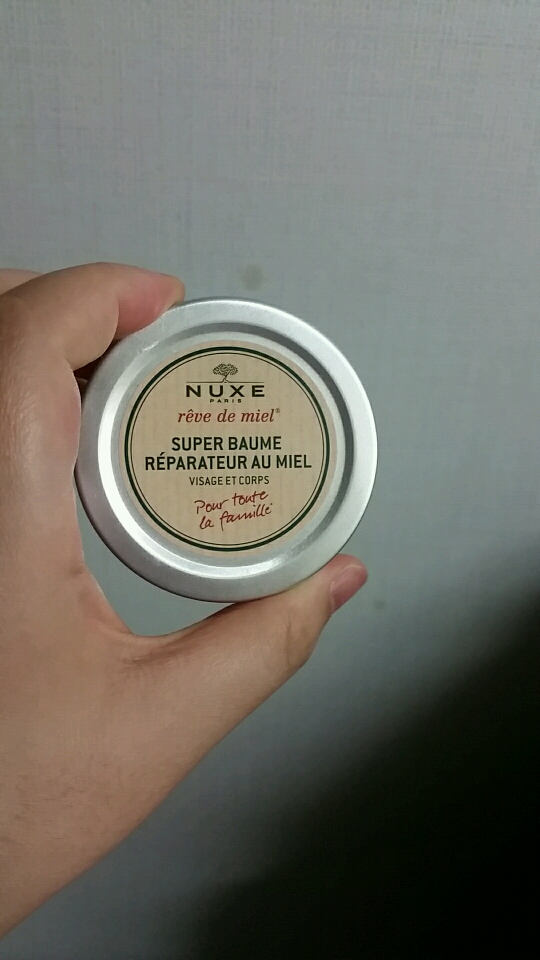 NUXE
PARIS
rêve de miel®
SUPER BAUME
RÉPARATEUR AU MIEL
VISAGE ET CORPS
Pour toute
la famille